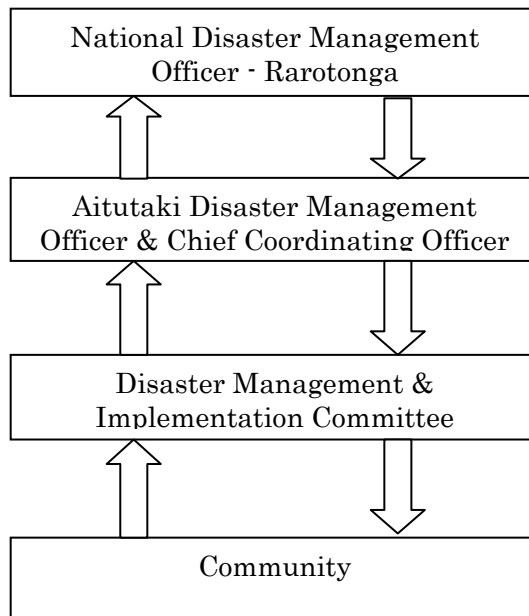 National Disaster Management
Officer - Rarotonga
Aitutaki Disaster Management
Officer & Chief Coordinating Officer
Disaster Management &
Implementation Committee
Community